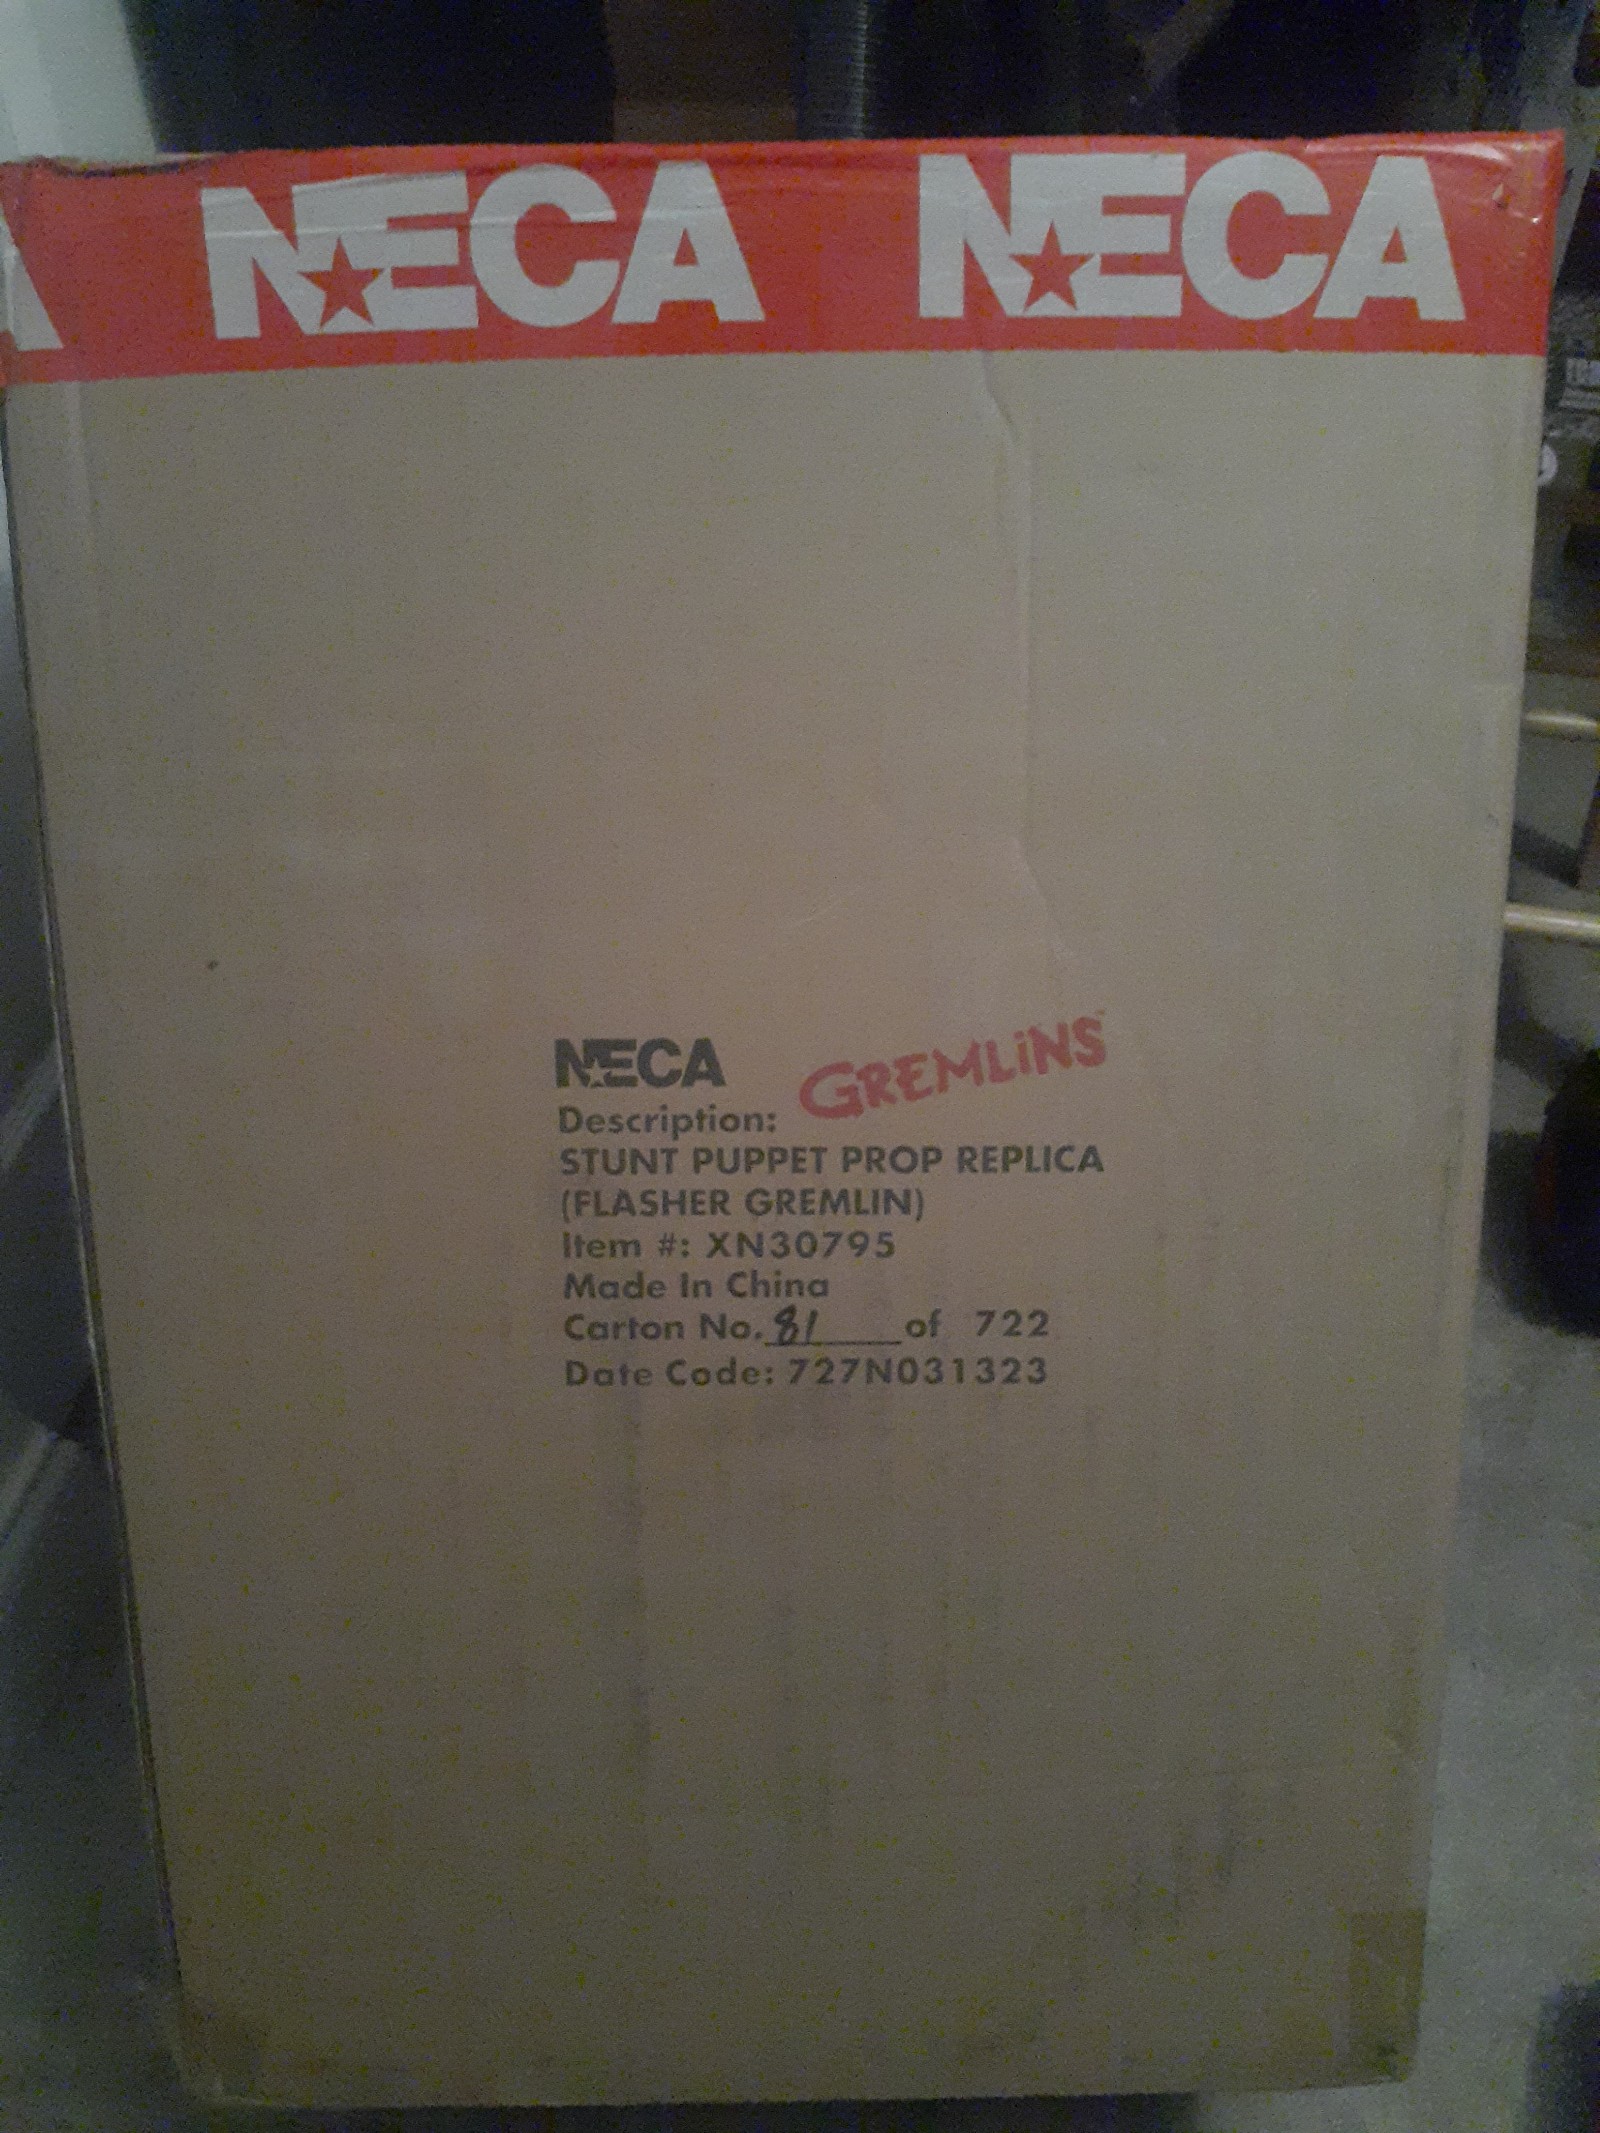 NECA NECA
NECA GREMLiNS™
Description:
STUNT PUPPET PROP REPLICA
(FLASHER GREMLIN)
Item #: XN30795
Made In China
Carton No. 81 of 722
Date Code: 727N031323